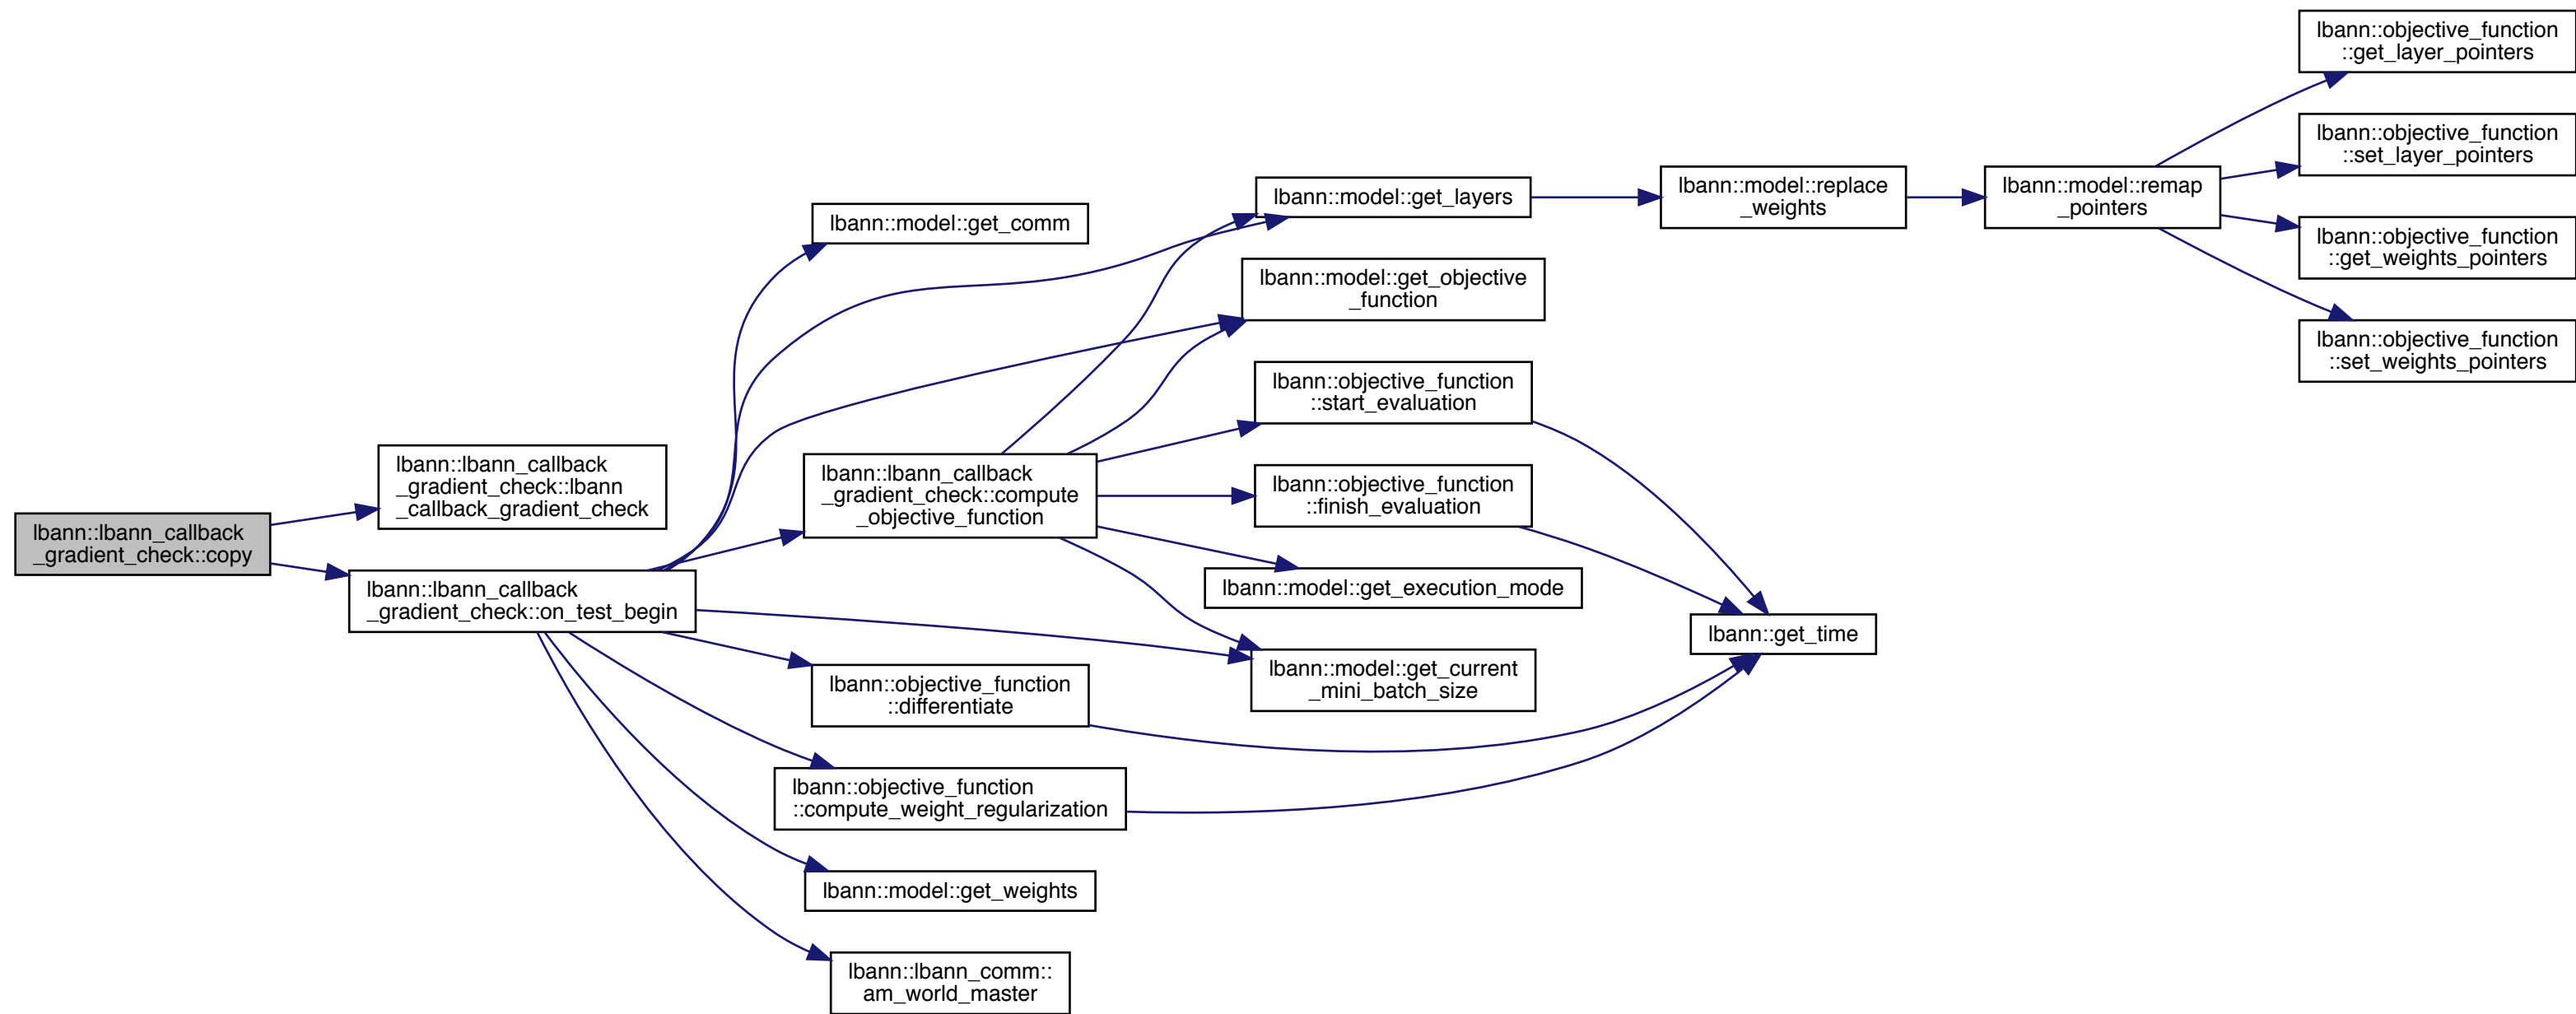 lbann::lbann_callback
_gradient_check::copy
lbann::lbann_callback
_gradient_check::lbann
_callback_gradient_check
lbann::lbann_callback
_gradient_check::on_test_begin
lbann::model::get_comm
lbann::lbann_callback
_gradient_check::compute
_objective_function
lbann::objective_function
::differentiate
lbann::objective_function
::compute_weight_regularization
lbann::model::get_weights
lbann::lbann_comm::
am_world_master
lbann::model::get_layers
lbann::model::get_objective
_function
lbann::objective_function
::start_evaluation
lbann::objective_function
::finish_evaluation
lbann::model::get_execution_mode
lbann::model::get_current
_mini_batch_size
lbann::model::replace
_weights
lbann::get_time
lbann::model::remap
_pointers
lbann::objective_function
::get_layer_pointers
lbann::objective_function
::set_layer_pointers
lbann::objective_function
::get_weights_pointers
lbann::objective_function
::set_weights_pointers